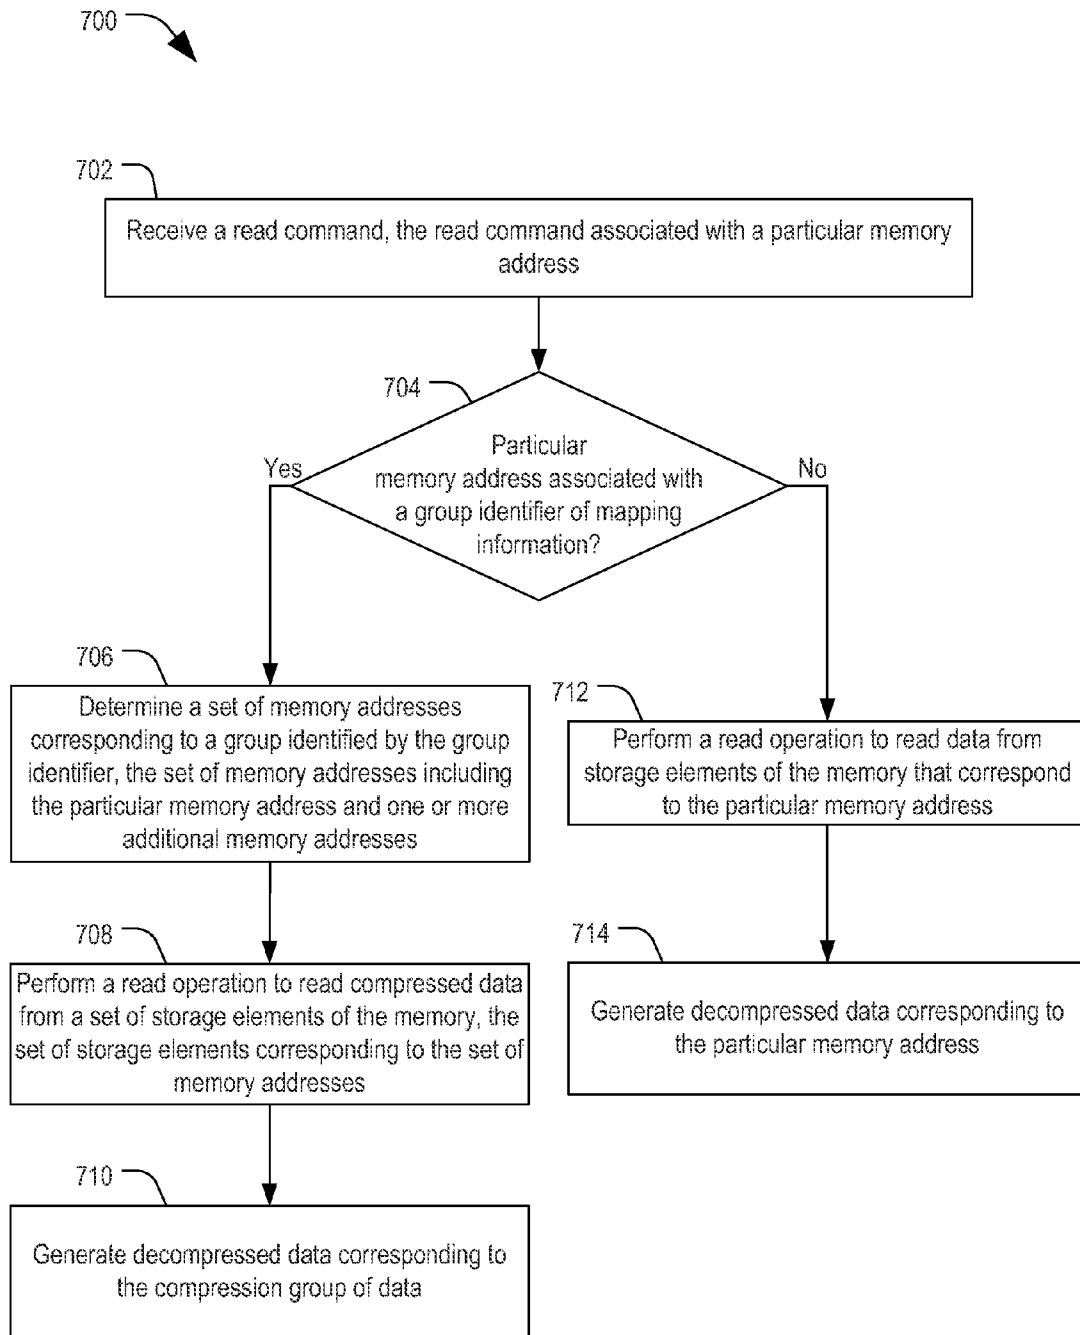 700
702
Receive a read command, the read command associated with a particular memory
address
704
Particular
memory address associated with
a group identifier of mapping
information?
Yes
No
706
Determine a set of memory addresses
corresponding to a group identified by the group
identifier, the set of memory addresses including
the particular memory address and one or more
additional memory addresses
712
Perform a read operation to read data from
storage elements of the memory that correspond
to the particular memory address
708
Perform a read operation to read compressed data
from a set of storage elements of the memory, the
set of storage elements corresponding to the set of
memory addresses
714
Generate decompressed data corresponding to
the particular memory address
710
Generate decompressed data corresponding to
the compression group of data